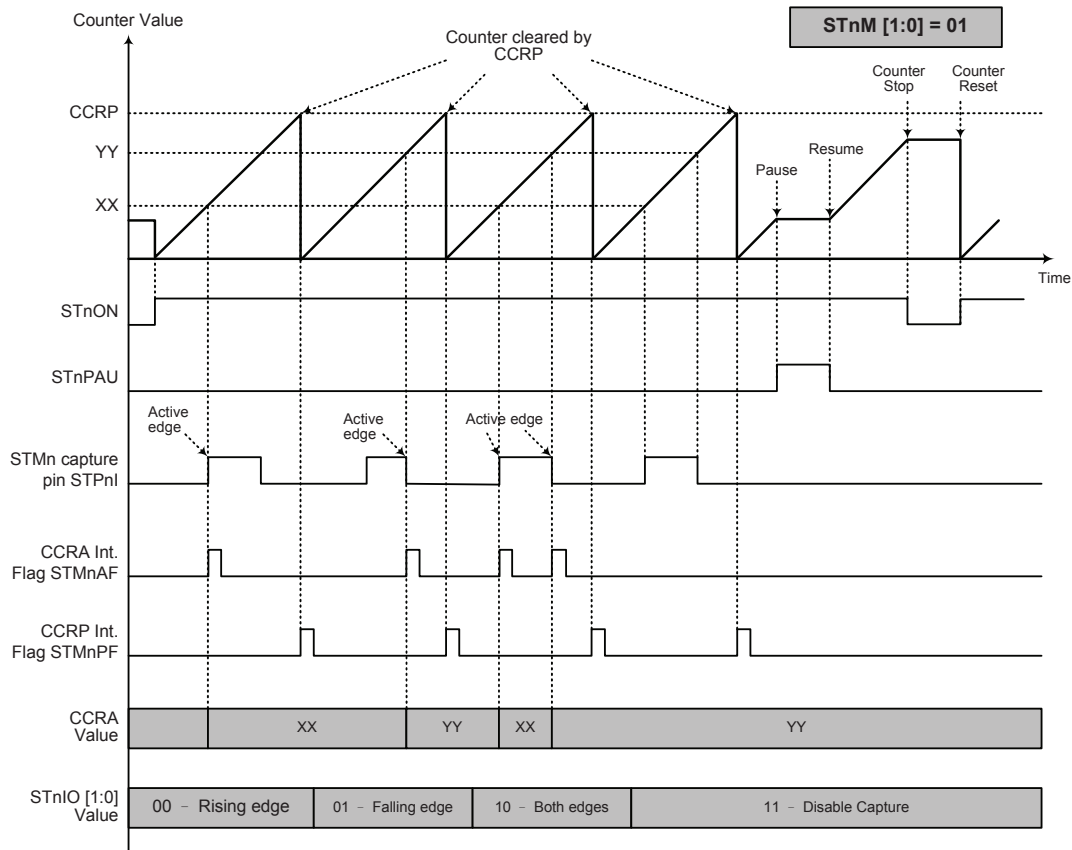 Counter Value
STnM [1:0] = 01
Counter cleared by
CCRP
Counter
Stop
Counter
Reset
CCRP
YY
XX
Pause
Resume
Time
STnON
STnPAU
Active
edge
Active
edge
Active edge
STMn capture
pin STPnI
CCRA Int.
Flag STMnAF
CCRP Int.
Flag STMnPF
CCRA
Value
XX
YY
XX
YY
STnIO [1:0]
Value
00 – Rising edge
01 – Falling edge
10 – Both edges
11 – Disable Capture